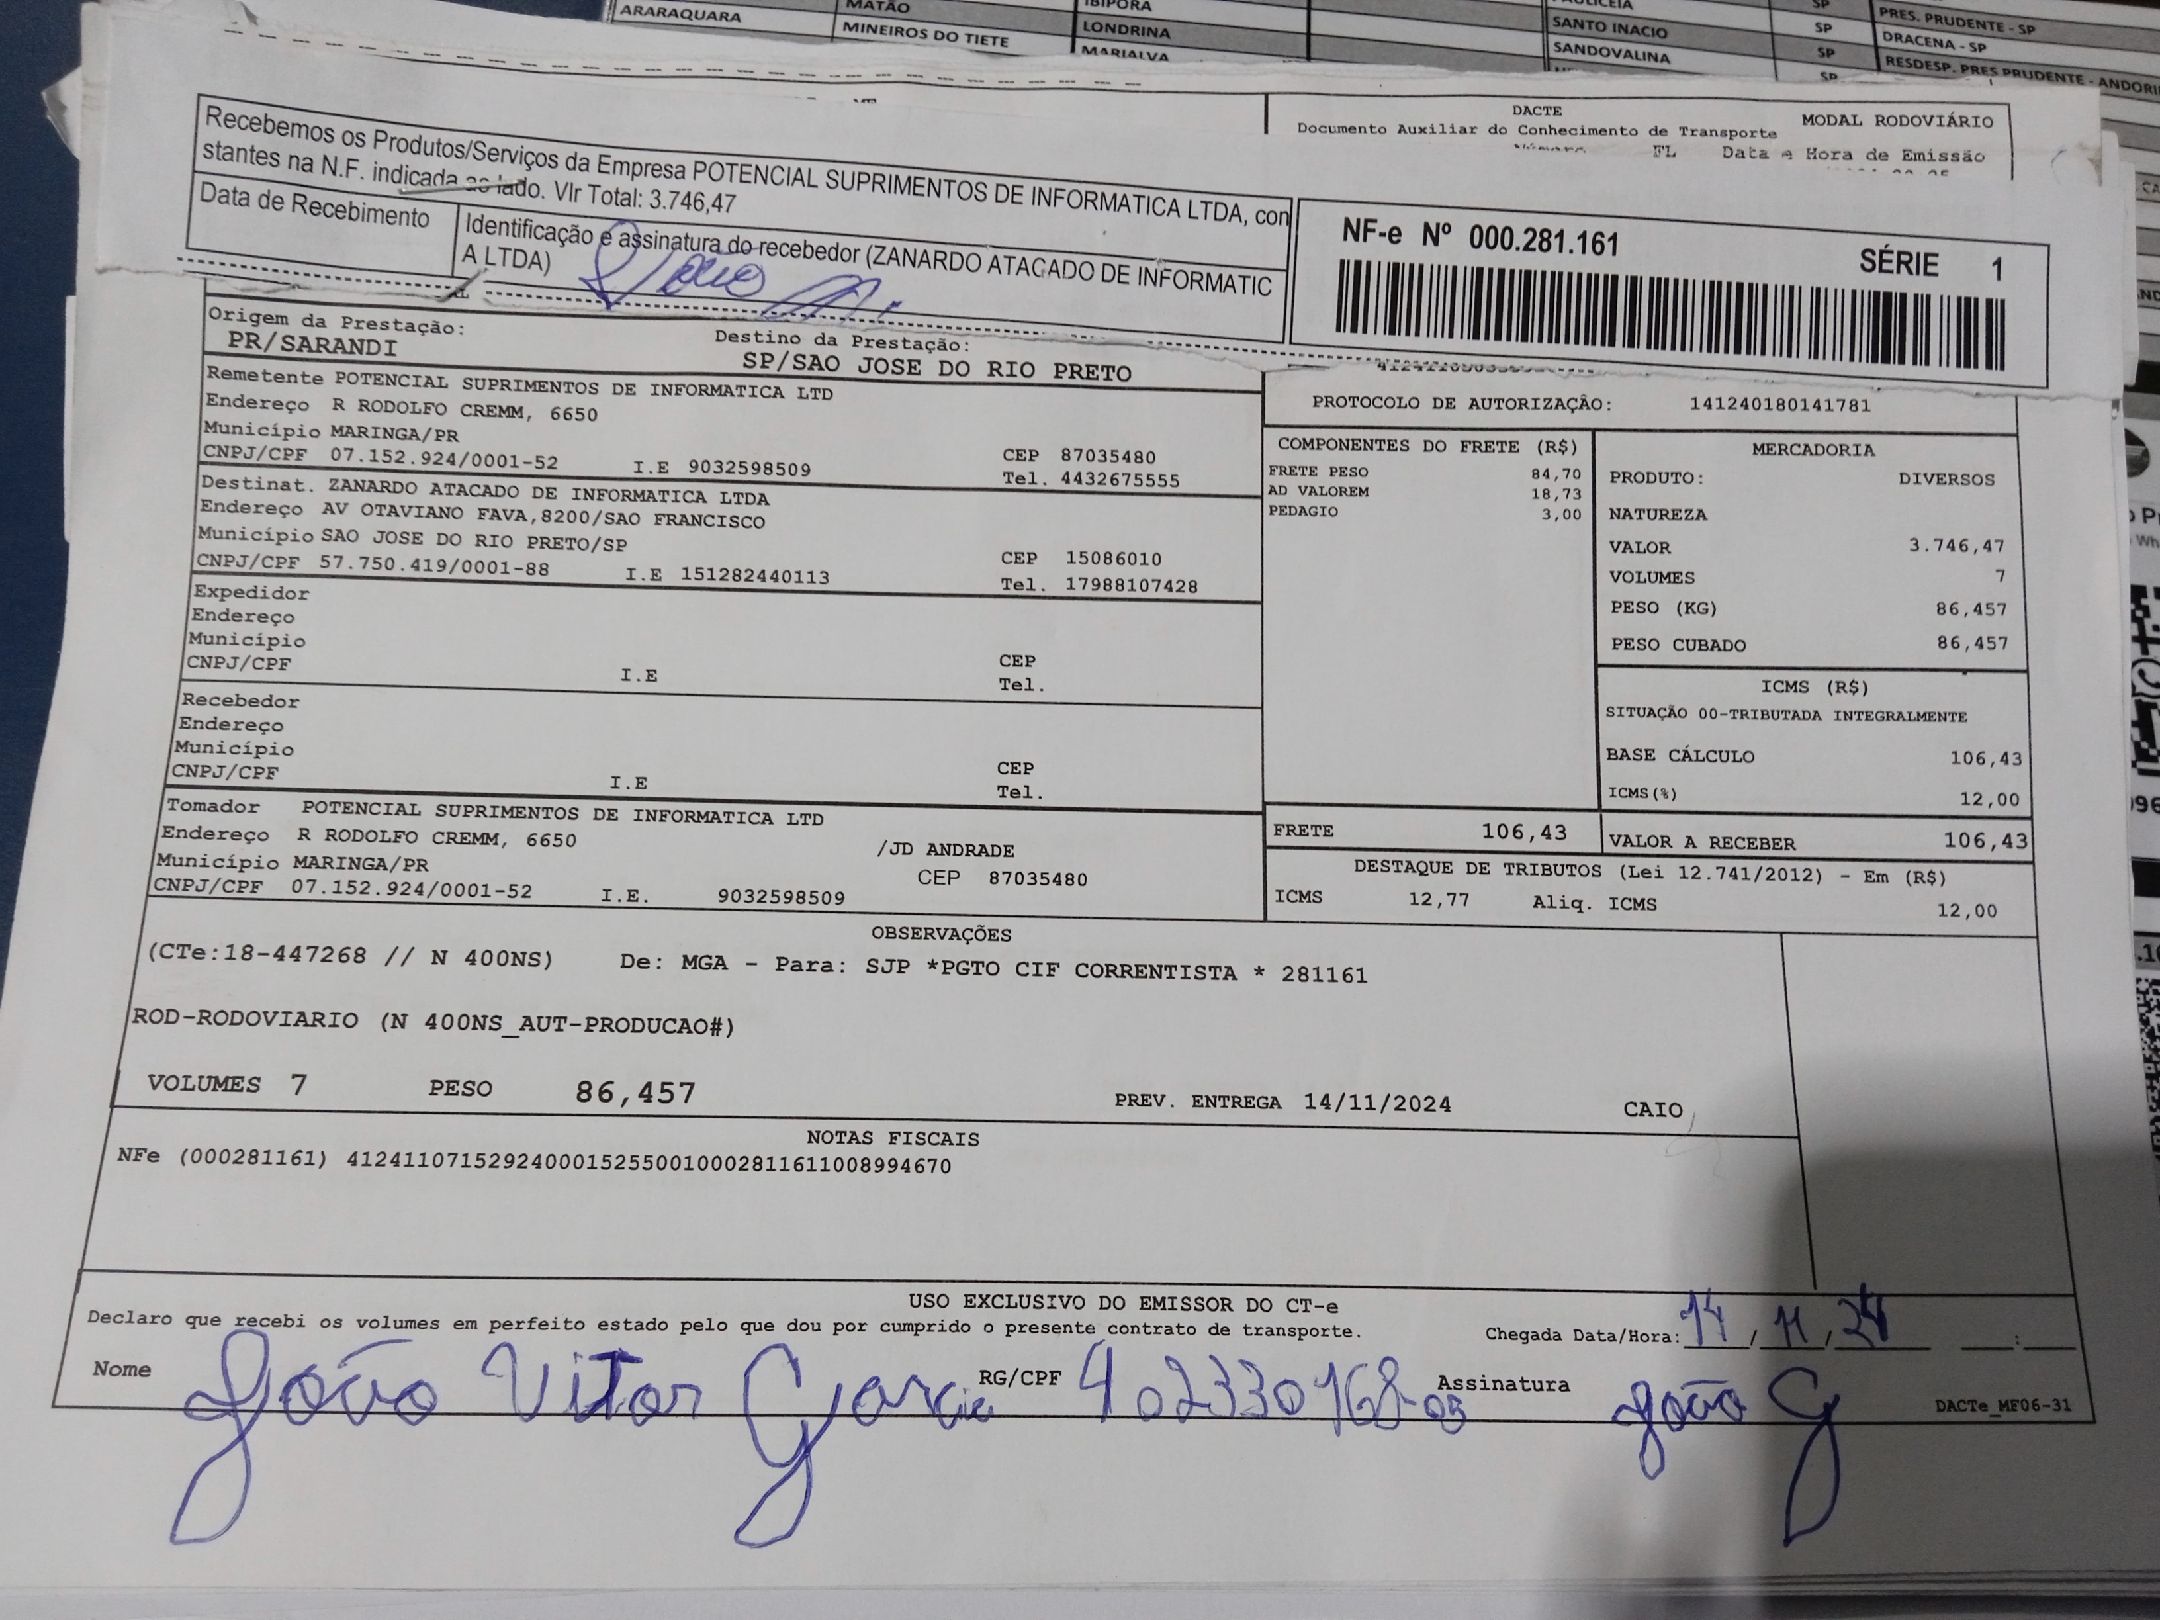 ARARAQUARA MATÃO IBIPORÃ
MINEIROS DO TIETE LONDRINA SANTO INACIO SP PRES. PRUDENTE - SP
MARIALVA SANDOVALINA SP DRACENA - SP
SP RESDESP. PRES PRUDENTE - ANDORI
DACTE MODAL RODOVIÁRIO
Documento Auxiliar do Conhecimento de Transporte
FL Data e Hora de Emissão
Recebemos os Produtos/Serviços da Empresa POTENCIAL SUPRIMENTOS DE INFORMATICA LTDA, con
stantes na N.F. indicada ao lado. Vlr Total: 3.746,47
Data de Recebimento
Identificação e assinatura do recebedor (ZANARDO ATACADO DE INFORMATIC
A LTDA)
João
NF-e Nº 000.281.161 SÉRIE 1
Origem da Prestação:
PR/SARANDI
Destino da Prestação:
SP/SAO JOSE DO RIO PRETO
Remetente POTENCIAL SUPRIMENTOS DE INFORMATICA LTD
Endereço R RODOLFO CREMM, 6650
Município MARINGA/PR
CEP 87035480
CNPJ/CPF 07.152.924/0001-52 I.E 9032598509 Tel. 4432675555
Destinat. ZANARDO ATACADO DE INFORMATICA LTDA
Endereço AV OTAVIANO FAVA,8200/SAO FRANCISCO
Município SAO JOSE DO RIO PRETO/SP CEP 15086010
CNPJ/CPF 57.750.419/0001-88 I.E 151282440113 Tel. 17988107428
Expedidor
Endereço
Município CEP
CNPJ/CPF I.E Tel.
Recebedor
Endereço
Município CEP
CNPJ/CPF I.E Tel.
Tomador POTENCIAL SUPRIMENTOS DE INFORMATICA LTD
Endereço R RODOLFO CREMM, 6650 /JD ANDRADE
Município MARINGA/PR CEP 87035480
CNPJ/CPF 07.152.924/0001-52 I.E. 9032598509
PROTOCOLO DE AUTORIZAÇÃO: 141240180141781
COMPONENTES DO FRETE (R$)
FRETE PESO 84,70
AD VALOREM 18,73
PEDAGIO 3,00
MERCADORIA
PRODUTO: DIVERSOS
NATUREZA
VALOR 3.746,47
VOLUMES 7
PESO (KG) 86,457
PESO CUBADO 86,457
ICMS (R$)
SITUAÇÃO 00-TRIBUTADA INTEGRALMENTE
BASE CÁLCULO 106,43
ICMS(%) 12,00
FRETE 106,43 VALOR A RECEBER 106,43
DESTAQUE DE TRIBUTOS (Lei 12.741/2012) - Em (R$)
ICMS 12,77 Aliq. ICMS 12,00
OBSERVAÇÕES
(CTe:18-447268 // N 400NS) De: MGA - Para: SJP *PGTO CIF CORRENTISTA * 281161
ROD-RODOVIARIO (N 400NS_AUT-PRODUCAO#)
VOLUMES 7 PESO 86,457 PREV. ENTREGA 14/11/2024 CAIO
NOTAS FISCAIS
NFe (000281161) 41241107152924000152550010002811611008994670
USO EXCLUSIVO DO EMISSOR DO CT-e
Declaro que recebi os volumes em perfeito estado pelo que dou por cumprido o presente contrato de transporte. Chegada Data/Hora: 14/11/24 :
Nome João Vitor Garcia RG/CPF 402330768-05 Assinatura João G
DACTe_MF06-31